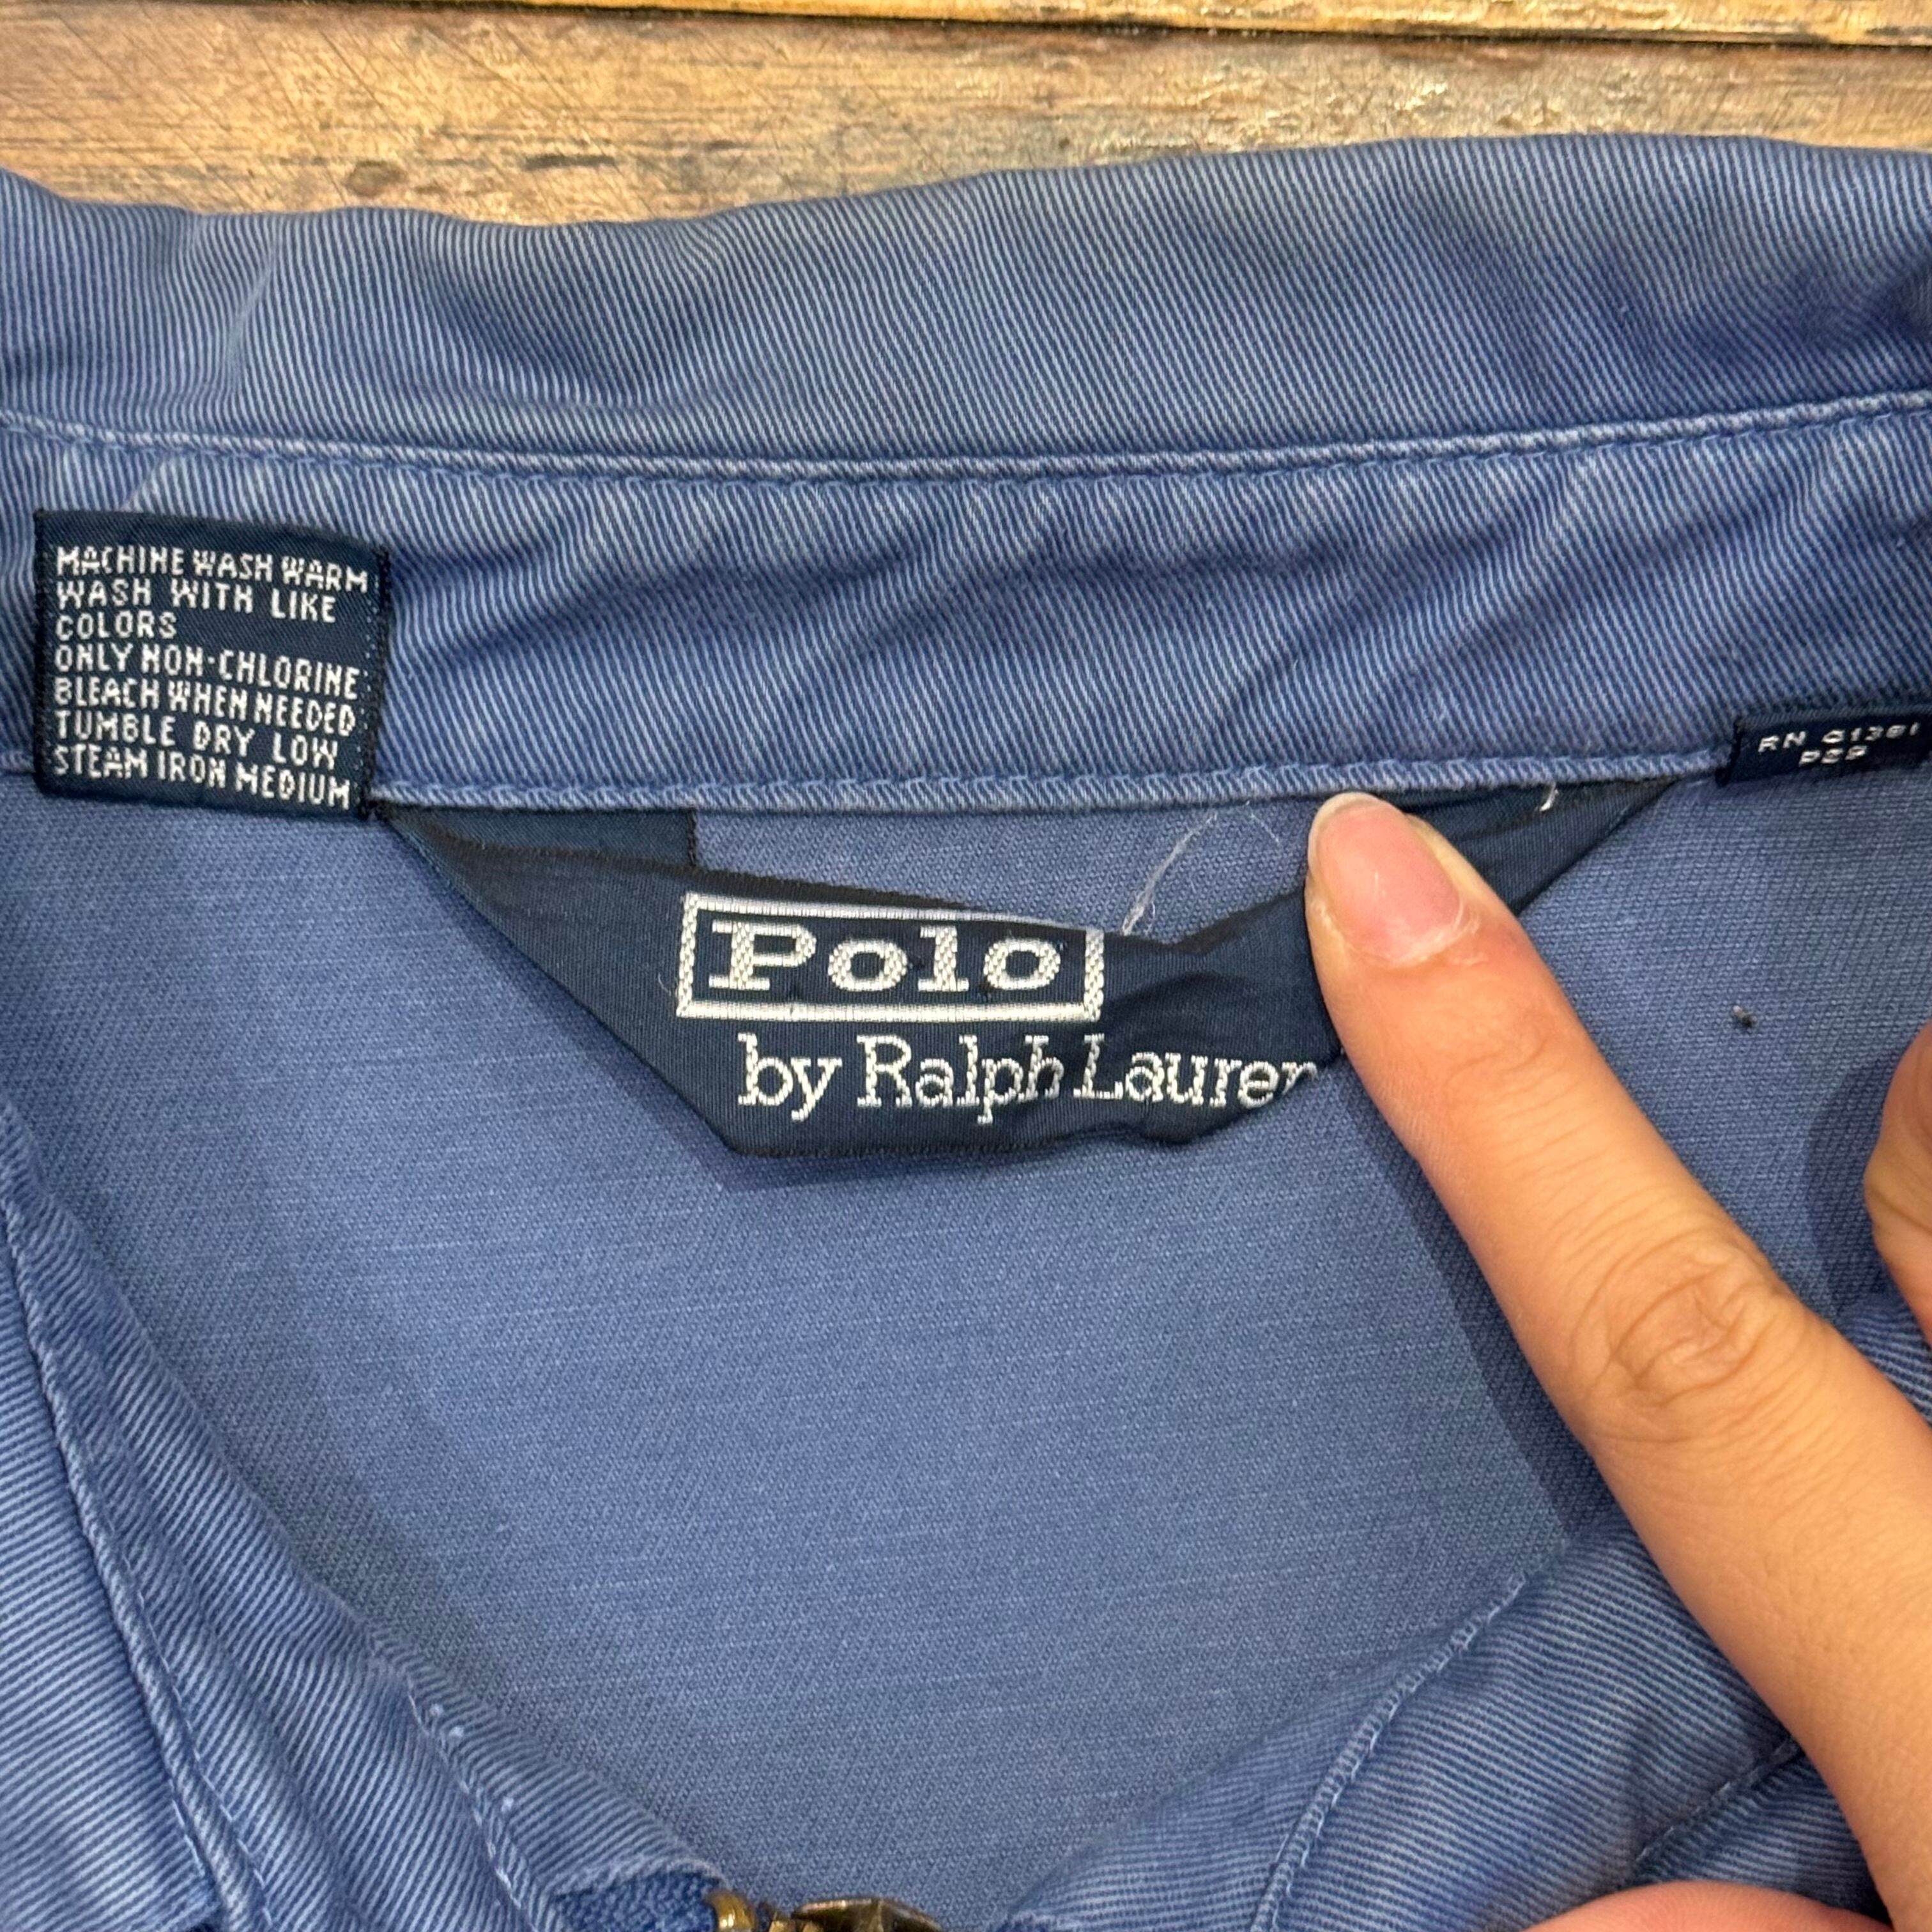 MACHINE WASH WARM
WASH WITH LIKE
COLORS
ONLY NON-CHLORINE
BLEACH WHEN NEEDED
TUMBLE DRY LOW
STEAM IRON MEDIUM
Polo
by Ralph Lauren
RN